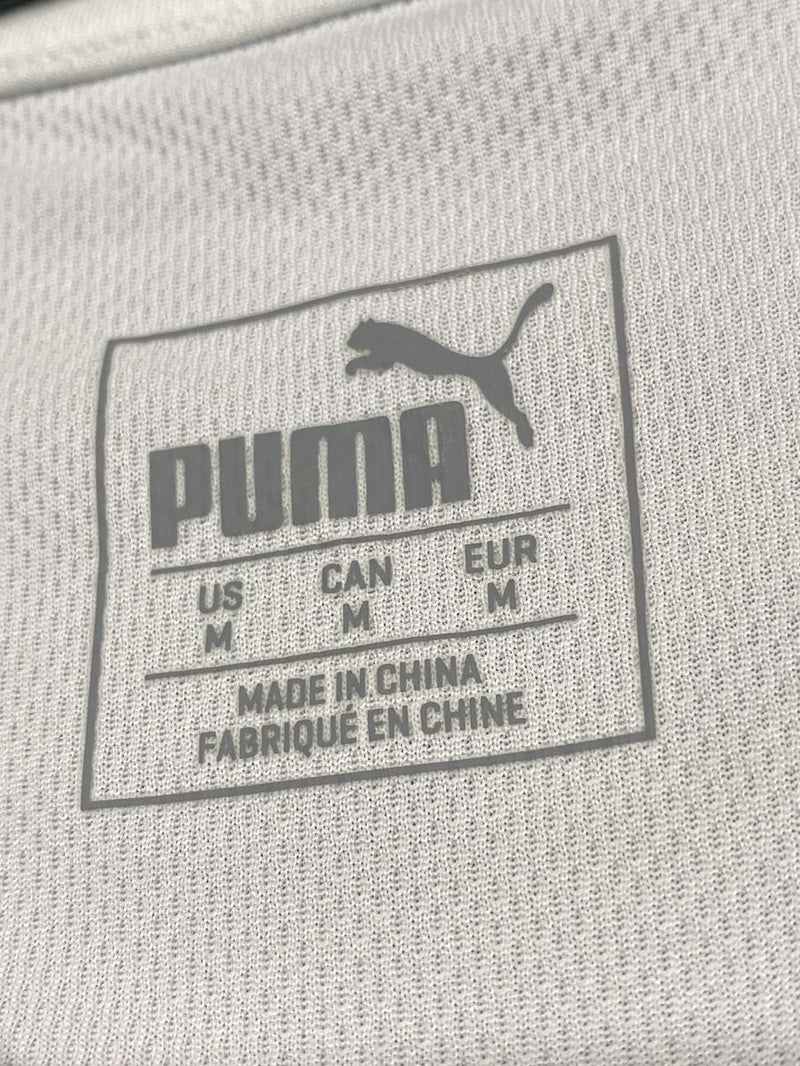 PUMA
US CAN EUR
M M M
MADE IN CHINA
FABRIQUÉ EN CHINE